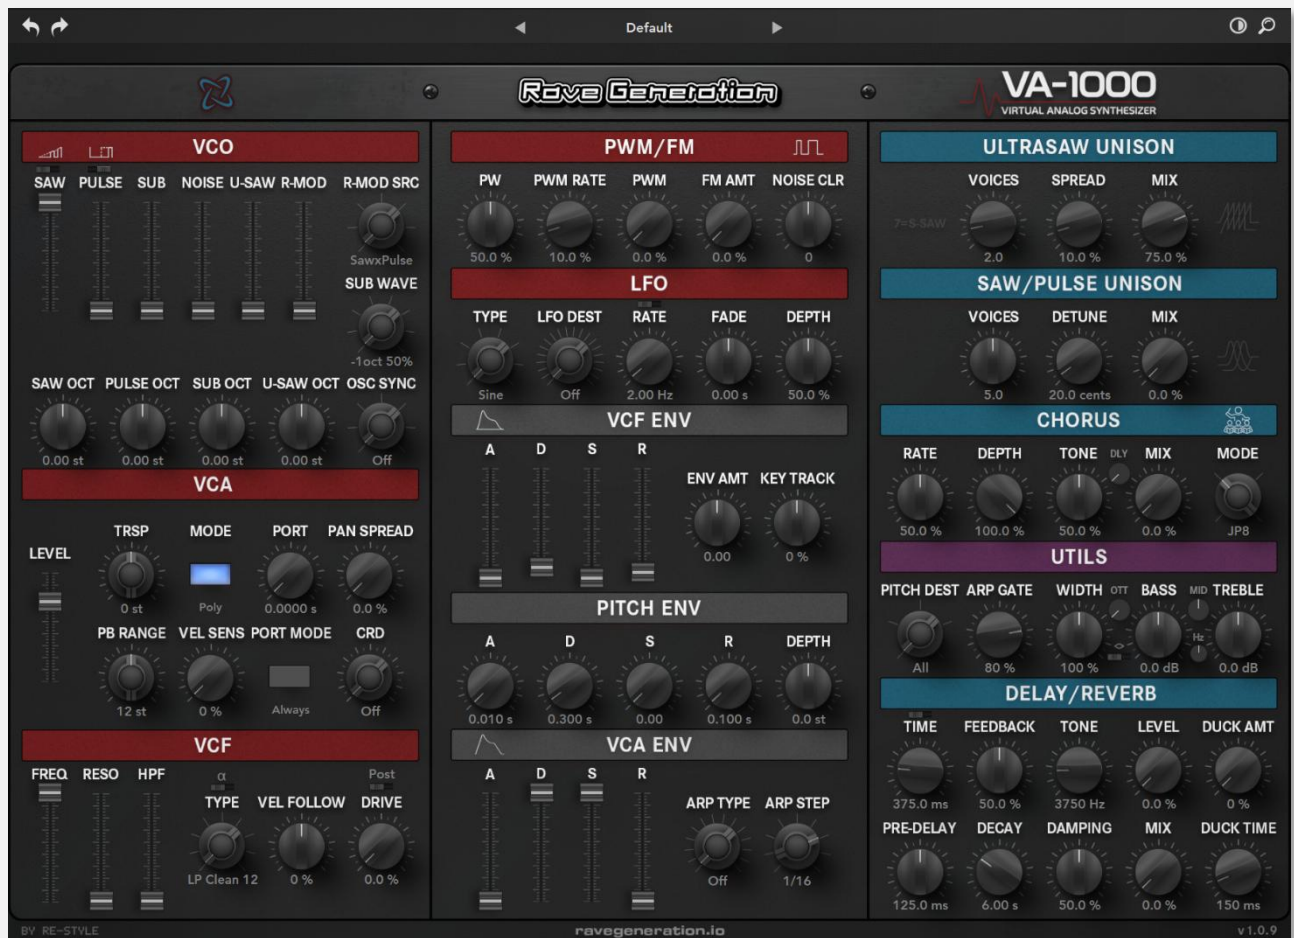 Default
Rave Generation
VA-1000
VIRTUAL ANALOG SYNTHESIZER
VCO
SAW PULSE SUB NOISE U-SAW R-MOD R-MOD SRC
SawxPulse
SUB WAVE
-1oct 50%
SAW OCT PULSE OCT SUB OCT U-SAW OCT OSC SYNC
0.00 st 0.00 st 0.00 st 0.00 st Off
VCA
LEVEL
TRSP MODE PORT PAN SPREAD
0 st Poly 0.0000 s 0.0 %
PB RANGE VEL SENS PORT MODE CRD
12 st 0 % Always Off
VCF
FREQ RESO HPF
α Post
TYPE VEL FOLLOW DRIVE
LP Clean 12 0 % 0.0 %
PWM/FM
PW PWM RATE PWM FM AMT NOISE CLR
50.0 % 10.0 % 0.0 % 0.0 % 0
LFO
TYPE LFO DEST RATE FADE DEPTH
Sine Off 2.00 Hz 0.00 s 50.0 %
VCF ENV
A D S R
ENV AMT KEY TRACK
0.00 0 %
PITCH ENV
A D S R DEPTH
0.010 s 0.300 s 0.00 0.100 s 0.0 st
VCA ENV
A D S R
ARP TYPE ARP STEP
Off 1/16
ULTRASAW UNISON
VOICES SPREAD MIX
7=S-SAW
2.0 10.0 % 75.0 %
SAW/PULSE UNISON
VOICES DETUNE MIX
5.0 20.0 cents 0.0 %
CHORUS
RATE DEPTH TONE DLY MIX MODE
50.0 % 100.0 % 50.0 % 0.0 % JP8
UTILS
PITCH DEST ARP GATE WIDTH OTT BASS MID TREBLE
Hz
All 80 % 100 % 0.0 dB 0.0 dB
DELAY/REVERB
TIME FEEDBACK TONE LEVEL DUCK AMT
375.0 ms 50.0 % 3750 Hz 0.0 % 0 %
PRE-DELAY DECAY DAMPING MIX DUCK TIME
125.0 ms 6.00 s 50.0 % 0.0 % 150 ms
BY RE-STYLE
ravegeneration.io
v1.0.9